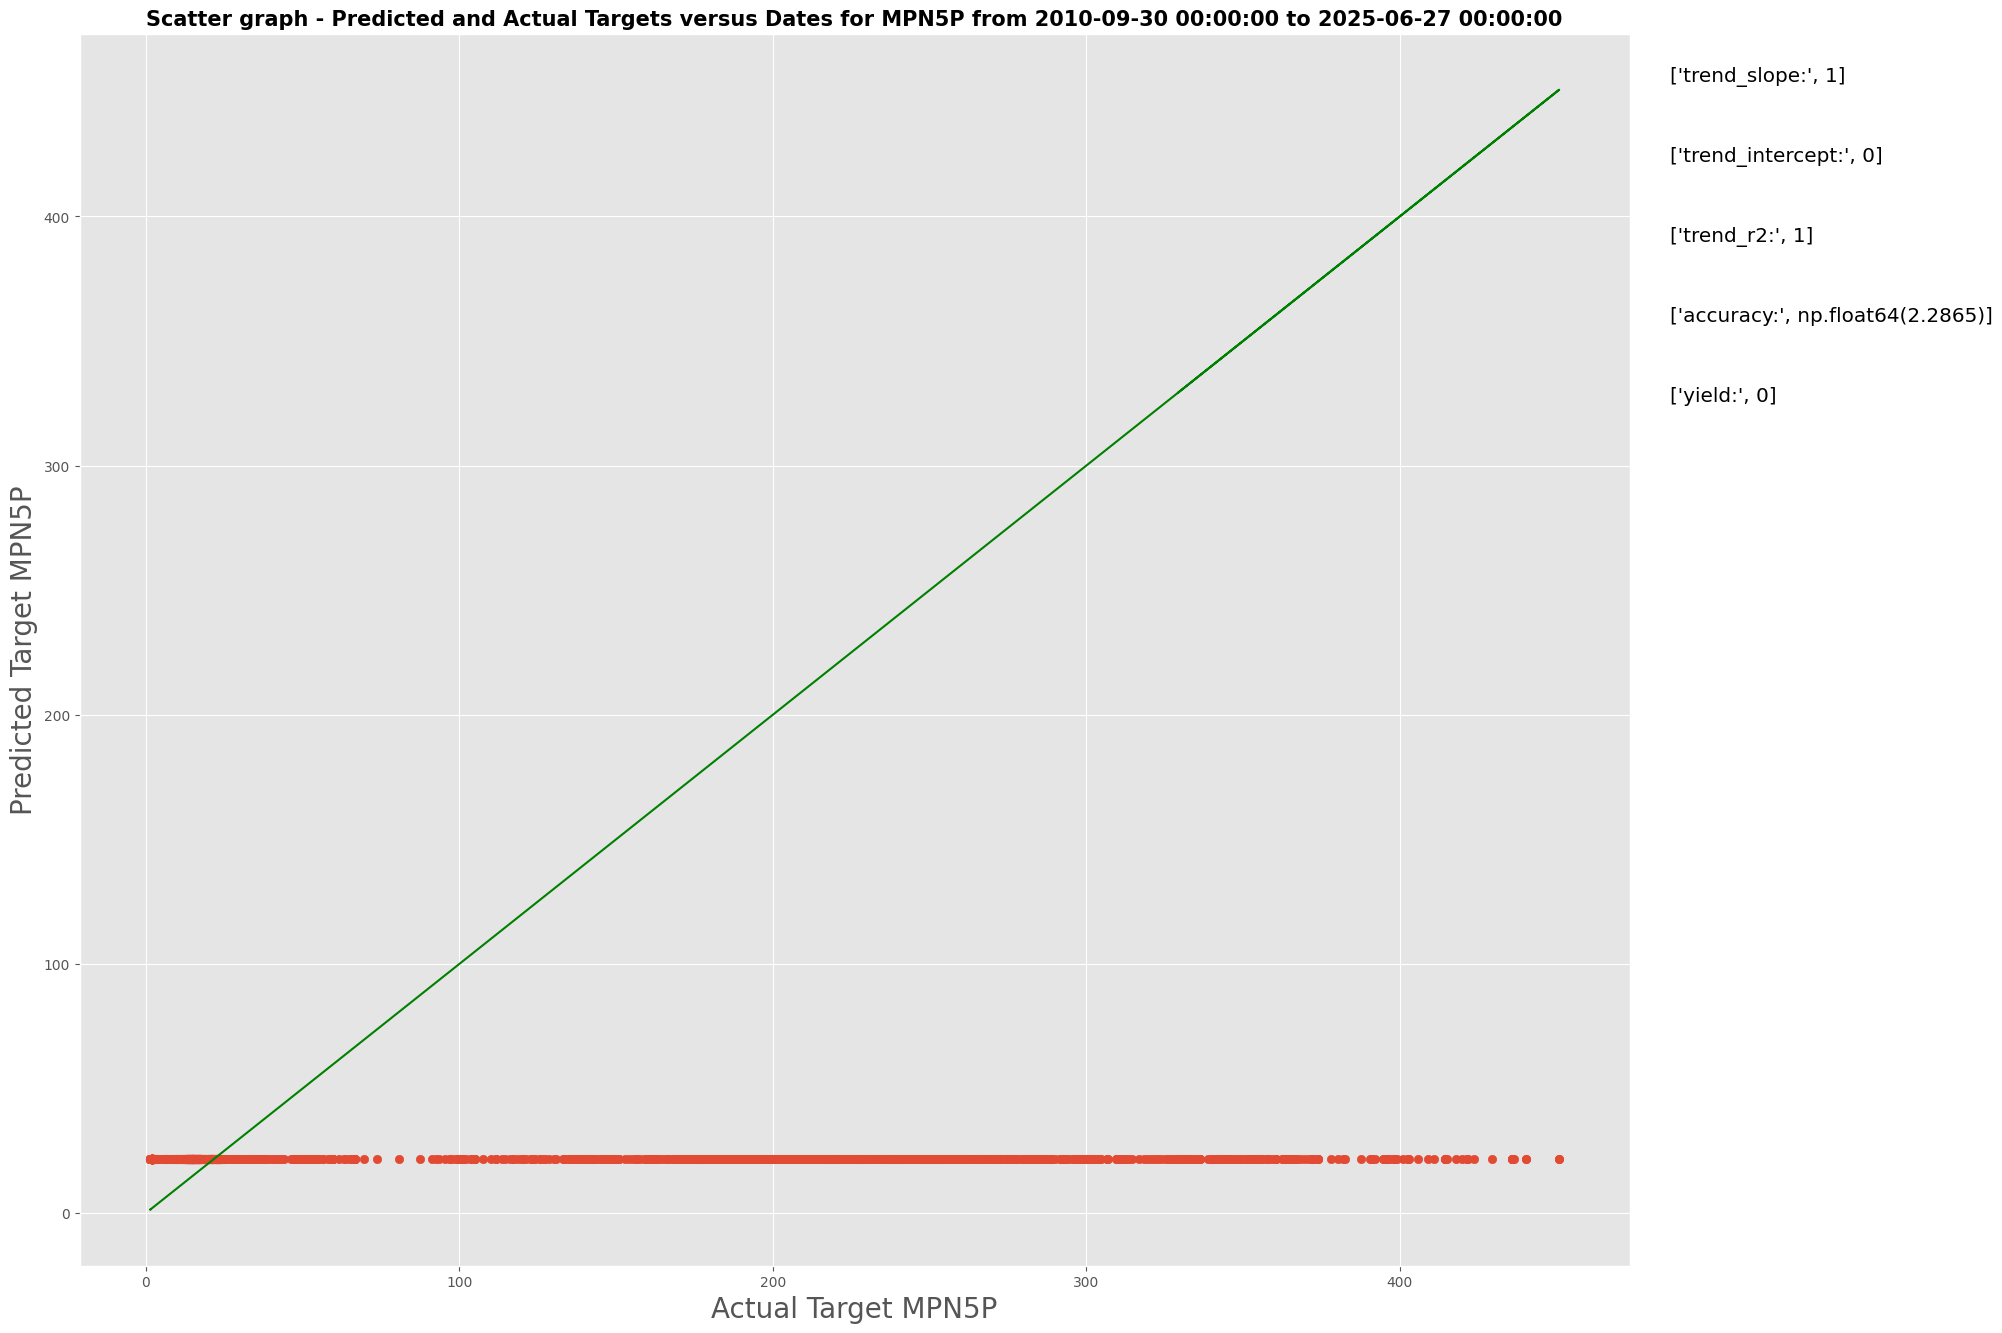 Scatter graph - Predicted and Actual Targets versus Dates for MPN5P from 2010-09-30 00:00:00 to 2025-06-27 00:00:00
['trend_slope:', 1]
['trend_intercept:', 0]
['trend_r2:', 1]
['accuracy:', np.float64(2.2865)]
['yield:', 0]
Predicted Target MPN5P
400
300
200
100
0
0
100
200
300
400
Actual Target MPN5P